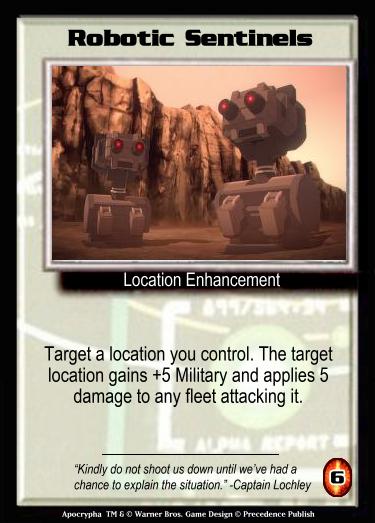 Robotic Sentinels
Location Enhancement
Target a location you control. The target
location gains +5 Military and applies 5
damage to any fleet attacking it.
ALPHA REPORT
"Kindly do not shoot us down until we've had a
chance to explain the situation." -Captain Lochley
6
Apocrypha TM & © Warner Bros. Game Design © Precedence Publish